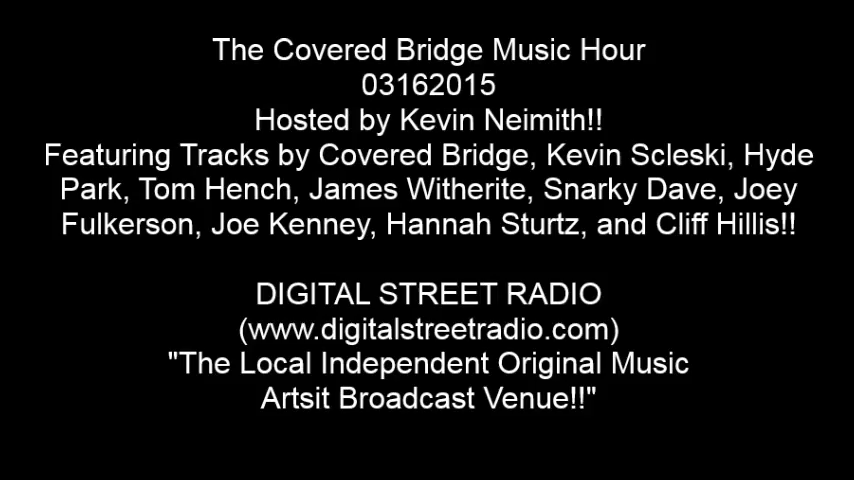 The Covered Bridge Music Hour
03162015
Hosted by Kevin Neimith!!
Featuring Tracks by Covered Bridge, Kevin Scleski, Hyde
Park, Tom Hench, James Witherite, Snarky Dave, Joey
Fulkerson, Joe Kenney, Hannah Sturtz, and Cliff Hillis!!
DIGITAL STREET RADIO
(www.digitalstreetradio.com)
"The Local Independent Original Music
Artsit Broadcast Venue!!"